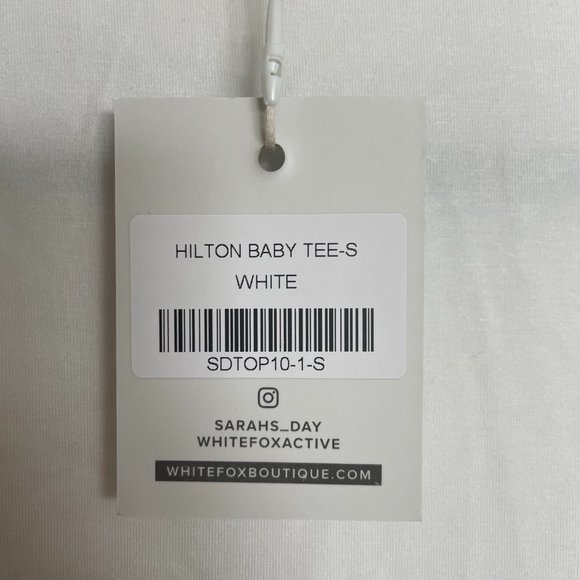 HILTON BABY TEE-S
WHITE
SDTOP10-1-S
SARAHS_DAY
WHITEFOXACTIVE
WHITEFOXBOUTIQUE.COM